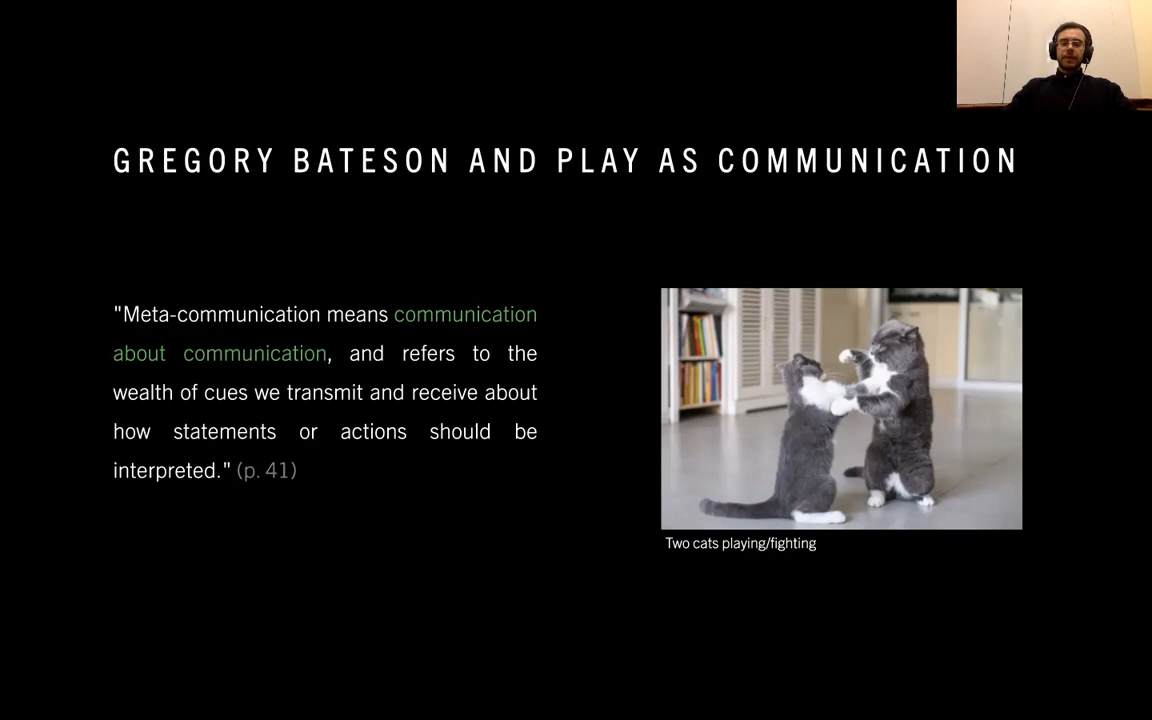 GREGORY BATESON AND PLAY AS COMMUNICATION
"Meta-communication means communication
about communication, and refers to the
wealth of cues we transmit and receive about
how statements or actions should be
interpreted." (p. 41)
Two cats playing/fighting